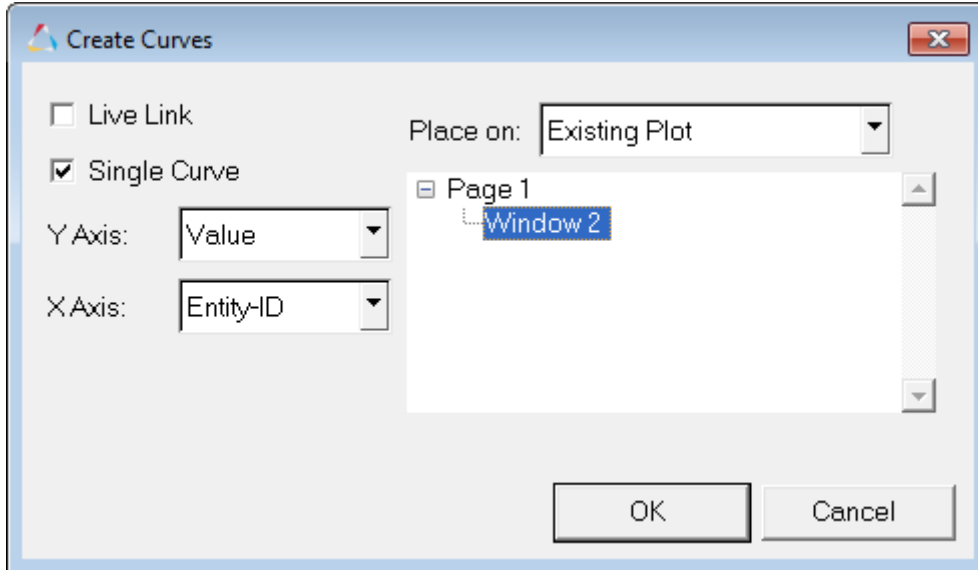 Create Curves
Live Link
Single Curve
Y Axis: Value
X Axis: Entity-ID
Place on: Existing Plot
Page 1
Window 2
OK
Cancel